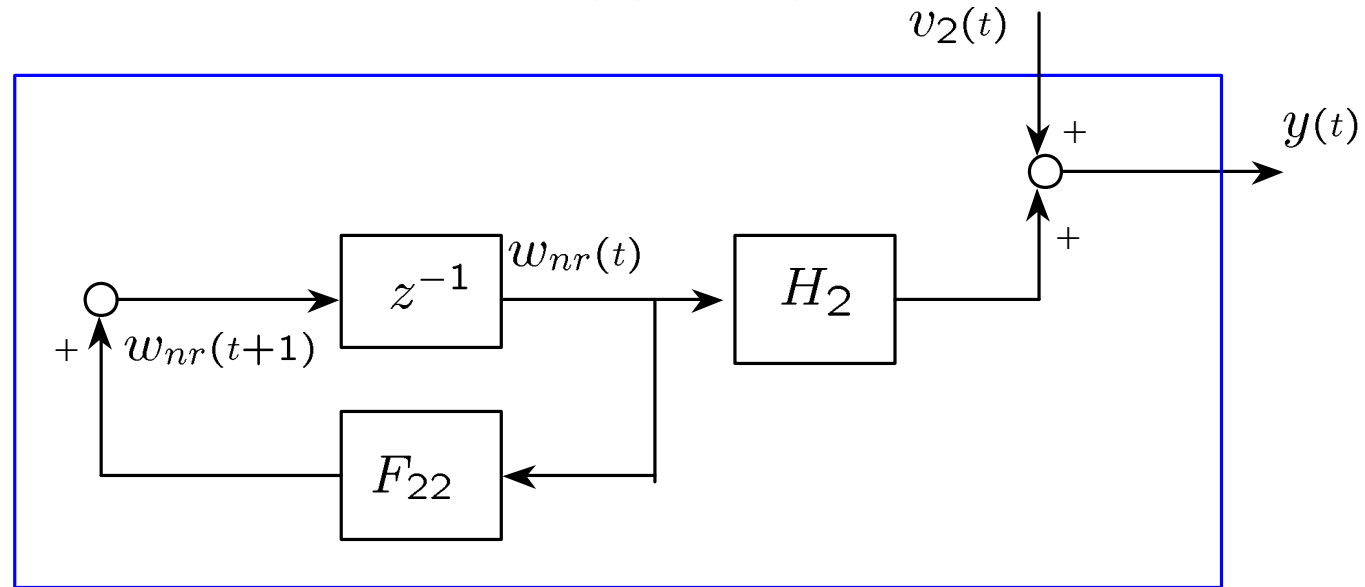 v₂(t)
+
y(t)
+
z⁻¹
wₙᵣ(t)
H₂
+
wₙᵣ(t+1)
F₂₂